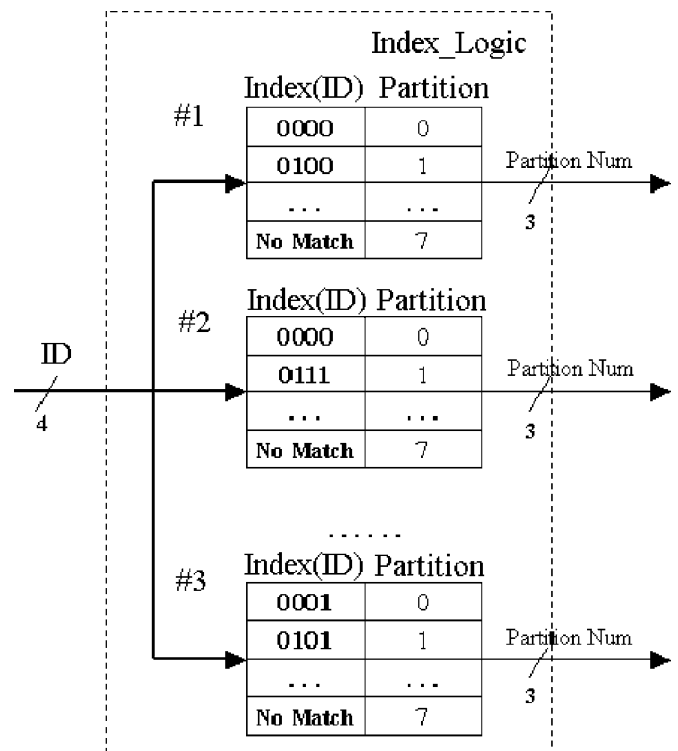 Index_Logic
#1
Index(ID) Partition
0000 0
0100 1
... ...
No Match 7
Partition Num
3
#2
Index(ID) Partition
0000 0
0111 1
... ...
No Match 7
Partition Num
3
ID
4
......
#3
Index(ID) Partition
0001 0
0101 1
... ...
No Match 7
Partition Num
3